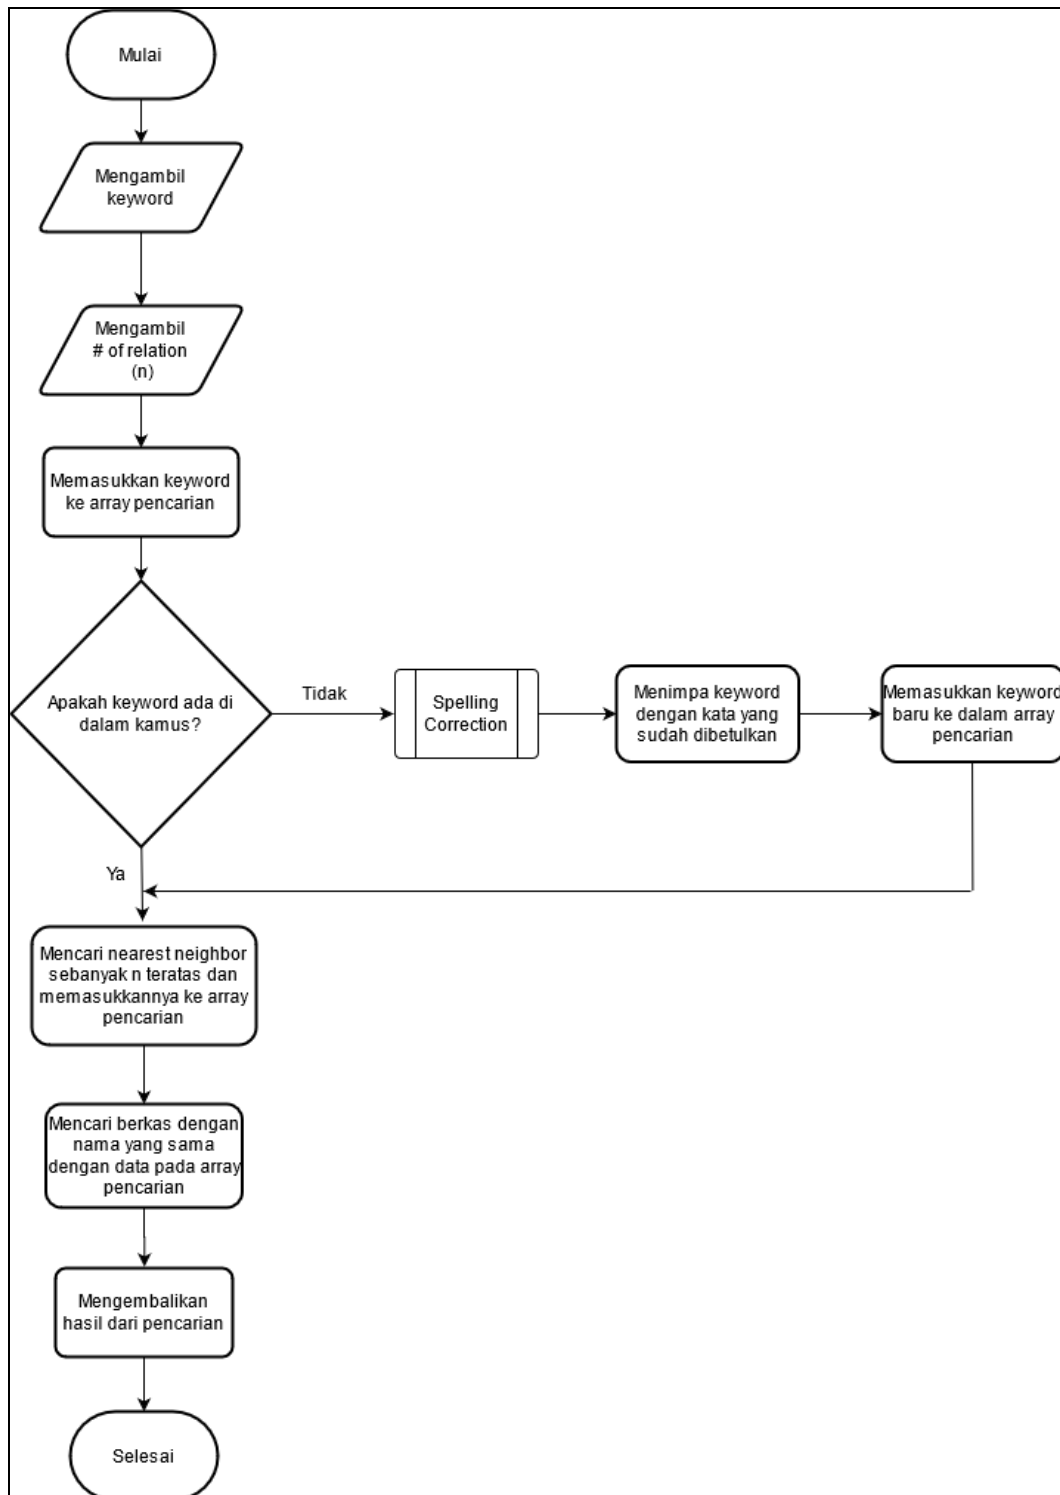 Mulai
Mengambil
keyword
Mengambil
# of relation
(n)
Memasukkan keyword
ke array pencarian
Apakah keyword ada di
dalam kamus?
Tidak
Spelling
Correction
Menimpa keyword
dengan kata yang
sudah dibetulkan
Memasukkan keyword
baru ke dalam array
pencarian
Ya
Mencari nearest neighbor
sebanyak n teratas dan
memasukkannya ke array
pencarian
Mencari berkas dengan
nama yang sama
dengan data pada array
pencarian
Mengembalikan
hasil dari pencarian
Selesai